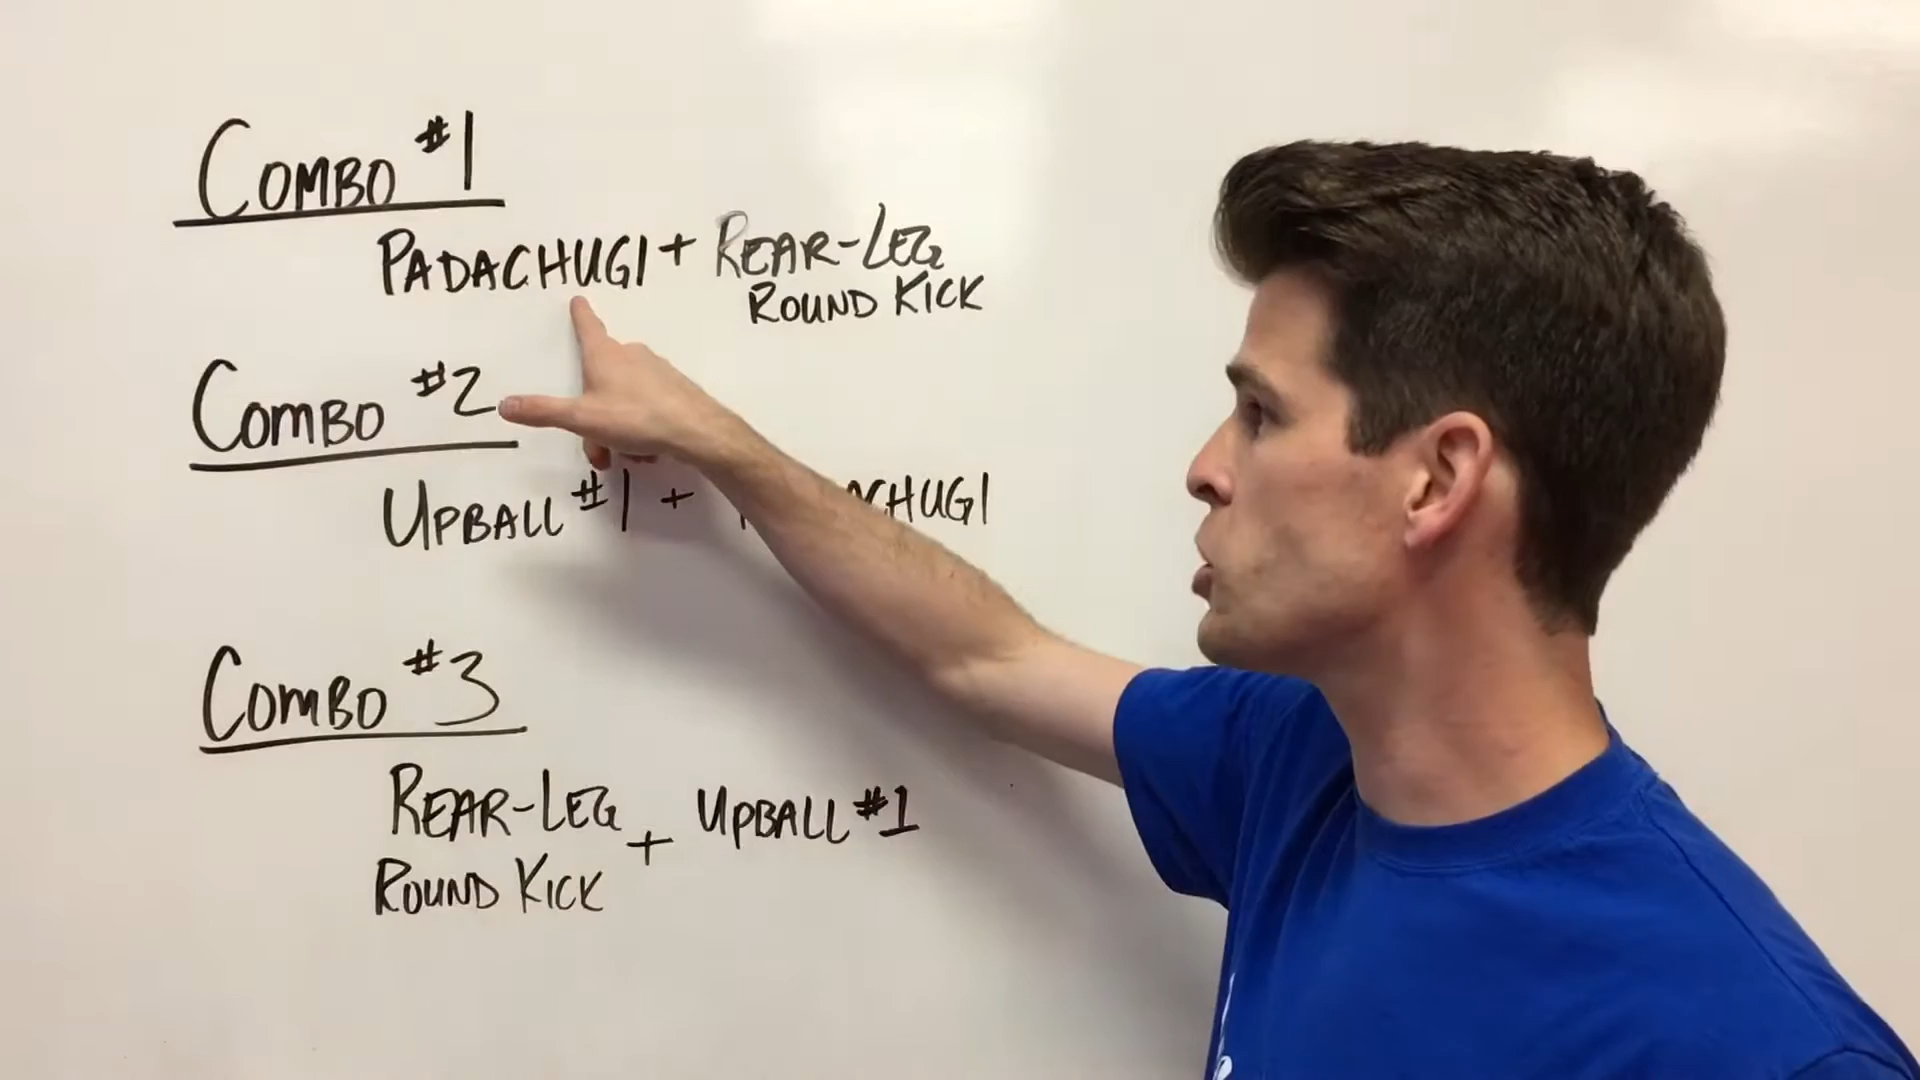 COMBO #1
PADACHUGI + REAR-LEG
ROUND KICK
COMBO #2
UPBALL #1 +
COMBO #3
REAR-LEG + UPBALL #1
ROUND KICK